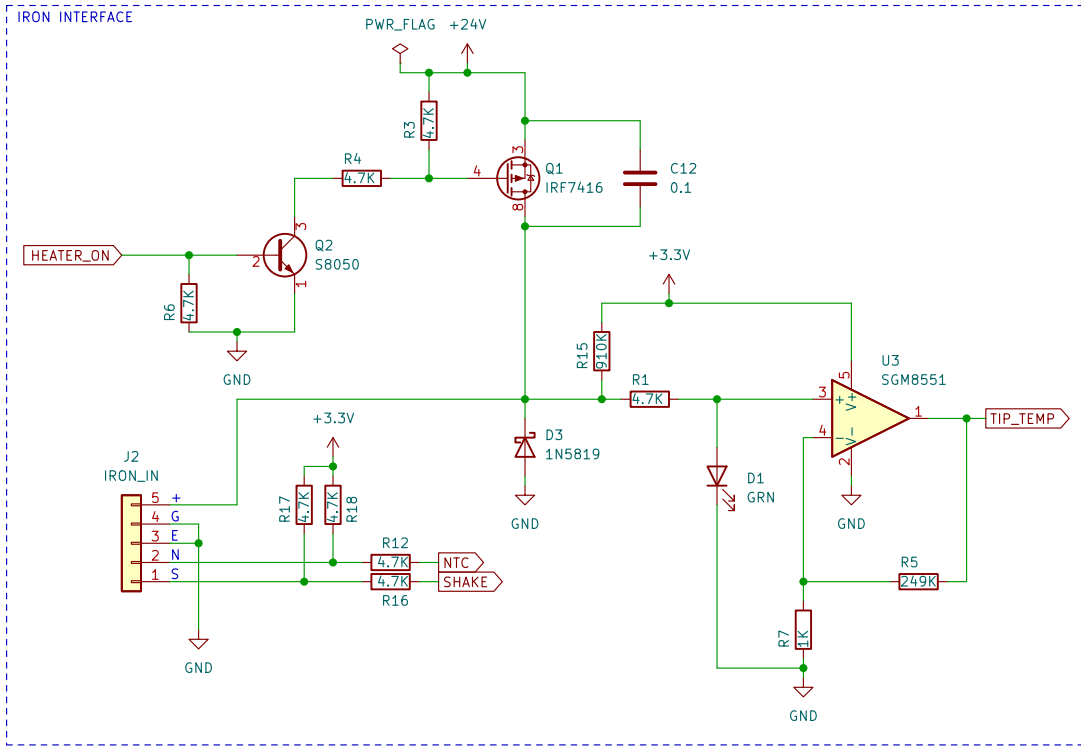 IRON INTERFACE
PWR_FLAG +24V
R3
4.7K
R4
4.7K
4
3
8
Q1
IRF7416
C12
0.1
HEATER_ON
R6
4.7K
2
3
1
Q2
S8050
GND
+3.3V
R15
910K
R1
4.7K
U3
SGM8551
3
4
5
2
1
+
-
V+
V-
TIP_TEMP
D3
1N5819
GND
D1
GRN
GND
R5
249K
R7
1K
GND
+3.3V
R17
4.7K
4.7K
R18
J2
IRON_IN
5 +
4 G
3 E
2 N
1 S
R12
4.7K
NTC
4.7K
SHAKE
R16
GND